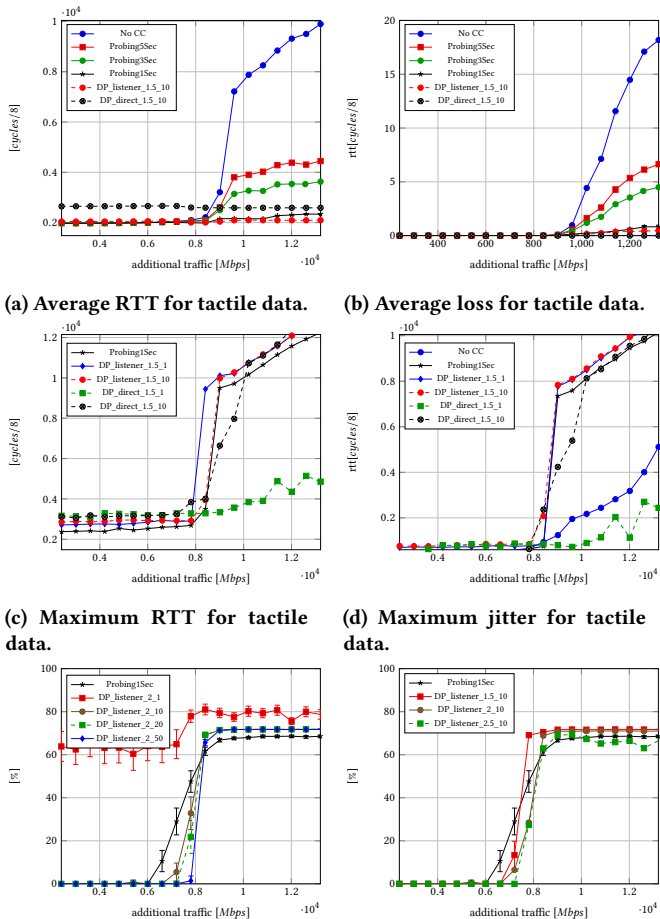 ·10⁴
1
0.8
0.6
0.4
0.2
[cycles/8]
No CC
Probing5Sec
Probing3Sec
Probing1Sec
DP_listener_1.5_10
DP_direct_1.5_10
0.4 0.6 0.8 1 1.2
·10⁴
additional traffic [Mbps]
(a) Average RTT for tactile data.
20
15
10
5
0
rtt[cycles/8]
No CC
Probing5Sec
Probing3Sec
Probing1Sec
DP_listener_1.5_10
DP_direct_1.5_10
400 600 800 1,000 1,200
additional traffic [Mbps]
(b) Average loss for tactile data.
·10⁴
1.2
1
0.8
0.6
0.4
0.2
[cycles/8]
Probing1Sec
DP_listener_1.5_1
DP_listener_1.5_10
DP_direct_1.5_1
DP_direct_1.5_10
0.4 0.6 0.8 1 1.2
·10⁴
additional traffic [Mbps]
(c) Maximum RTT for tactile
data.
·10⁴
1
0.8
0.6
0.4
0.2
rtt[cycles/8]
No CC
Probing1Sec
DP_listener_1.5_1
DP_listener_1.5_10
DP_direct_1.5_1
DP_direct_1.5_10
0.4 0.6 0.8 1 1.2
·10⁴
additional traffic [Mbps]
(d) Maximum jitter for tactile
data.
100
80
60
40
20
0
[%]
Probing1Sec
DP_listener_2_1
DP_listener_2_10
DP_listener_2_20
DP_listener_2_50
0.4 0.6 0.8 1 1.2
·10⁴
additional traffic [Mbps]
100
80
60
40
20
0
[%]
Probing1Sec
DP_listener_1.5_10
DP_listener_2_10
DP_listener_2.5_10
0.4 0.6 0.8 1 1.2
·10⁴
additional traffic [Mbps]